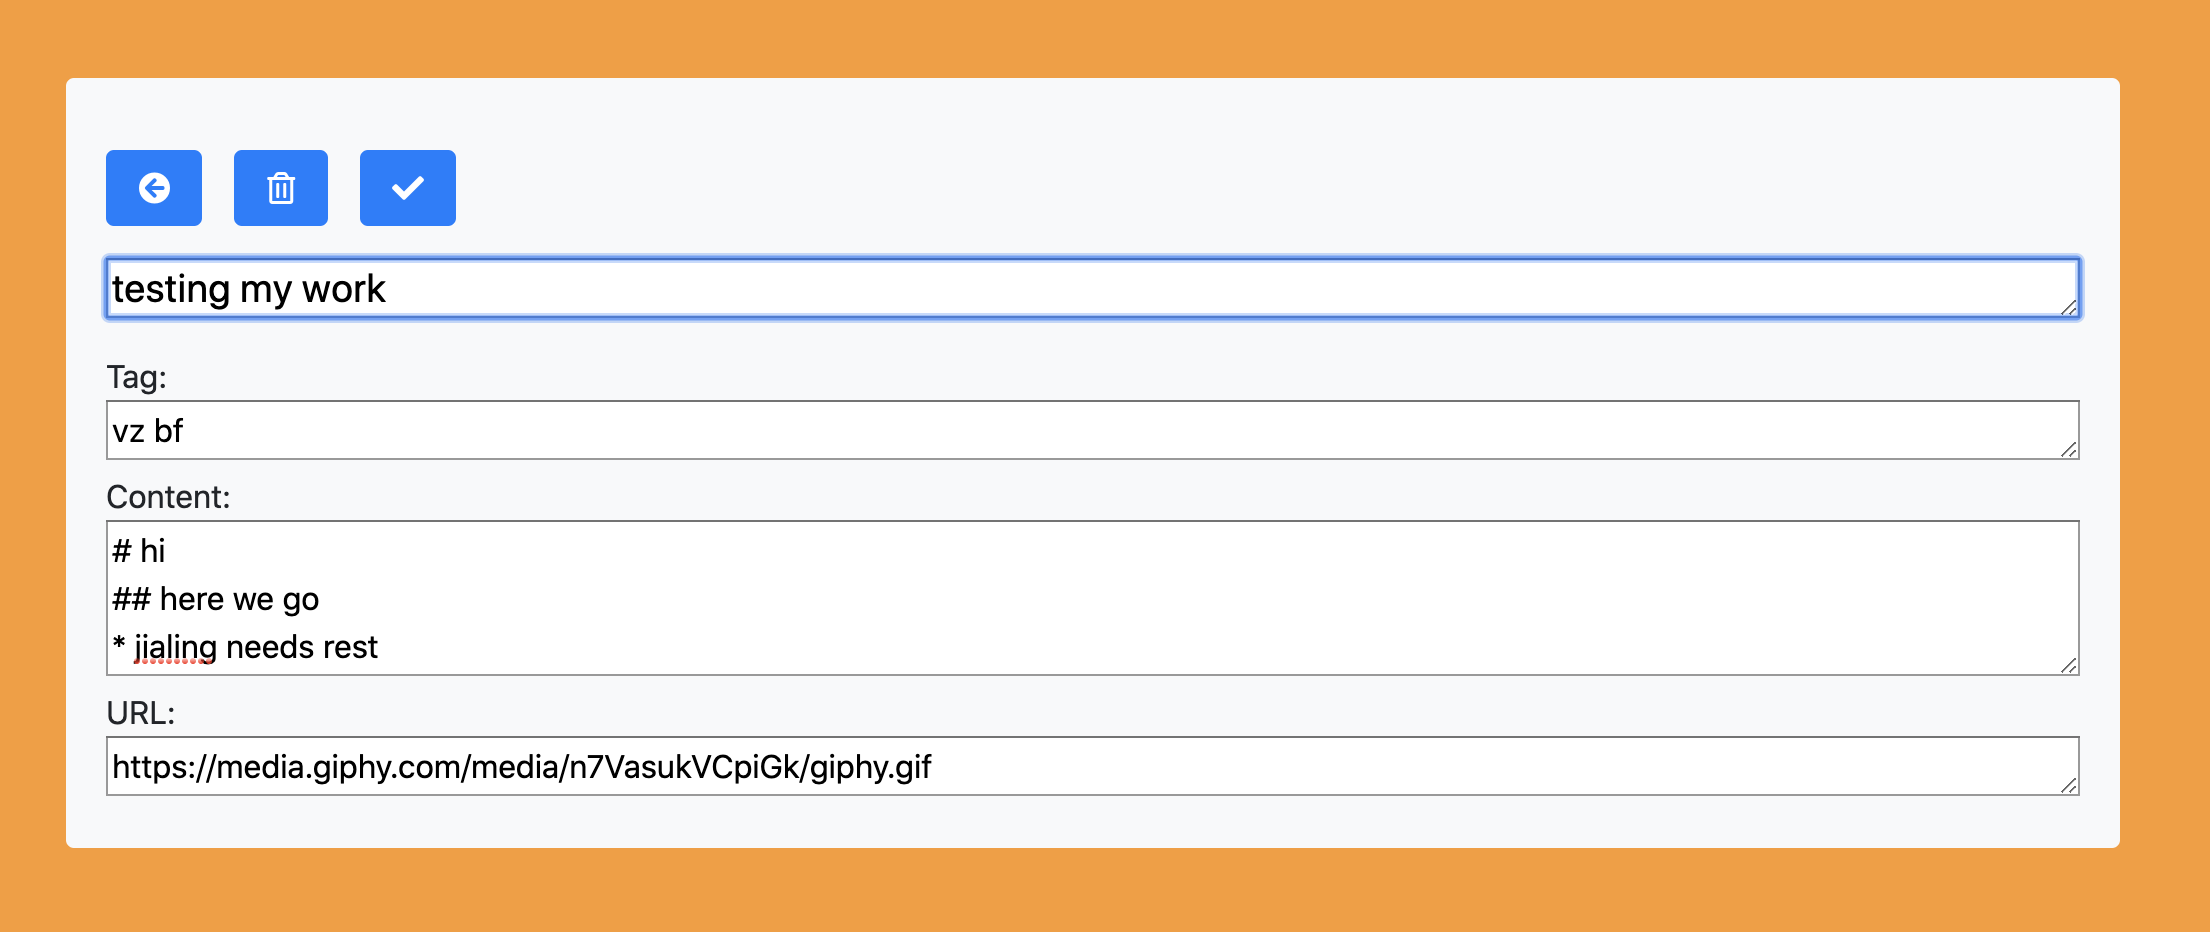 testing my work
Tag:
vz bf
Content:
# hi
## here we go
* jialing needs rest
URL:
https://media.giphy.com/media/n7VasukVCpiGk/giphy.gif